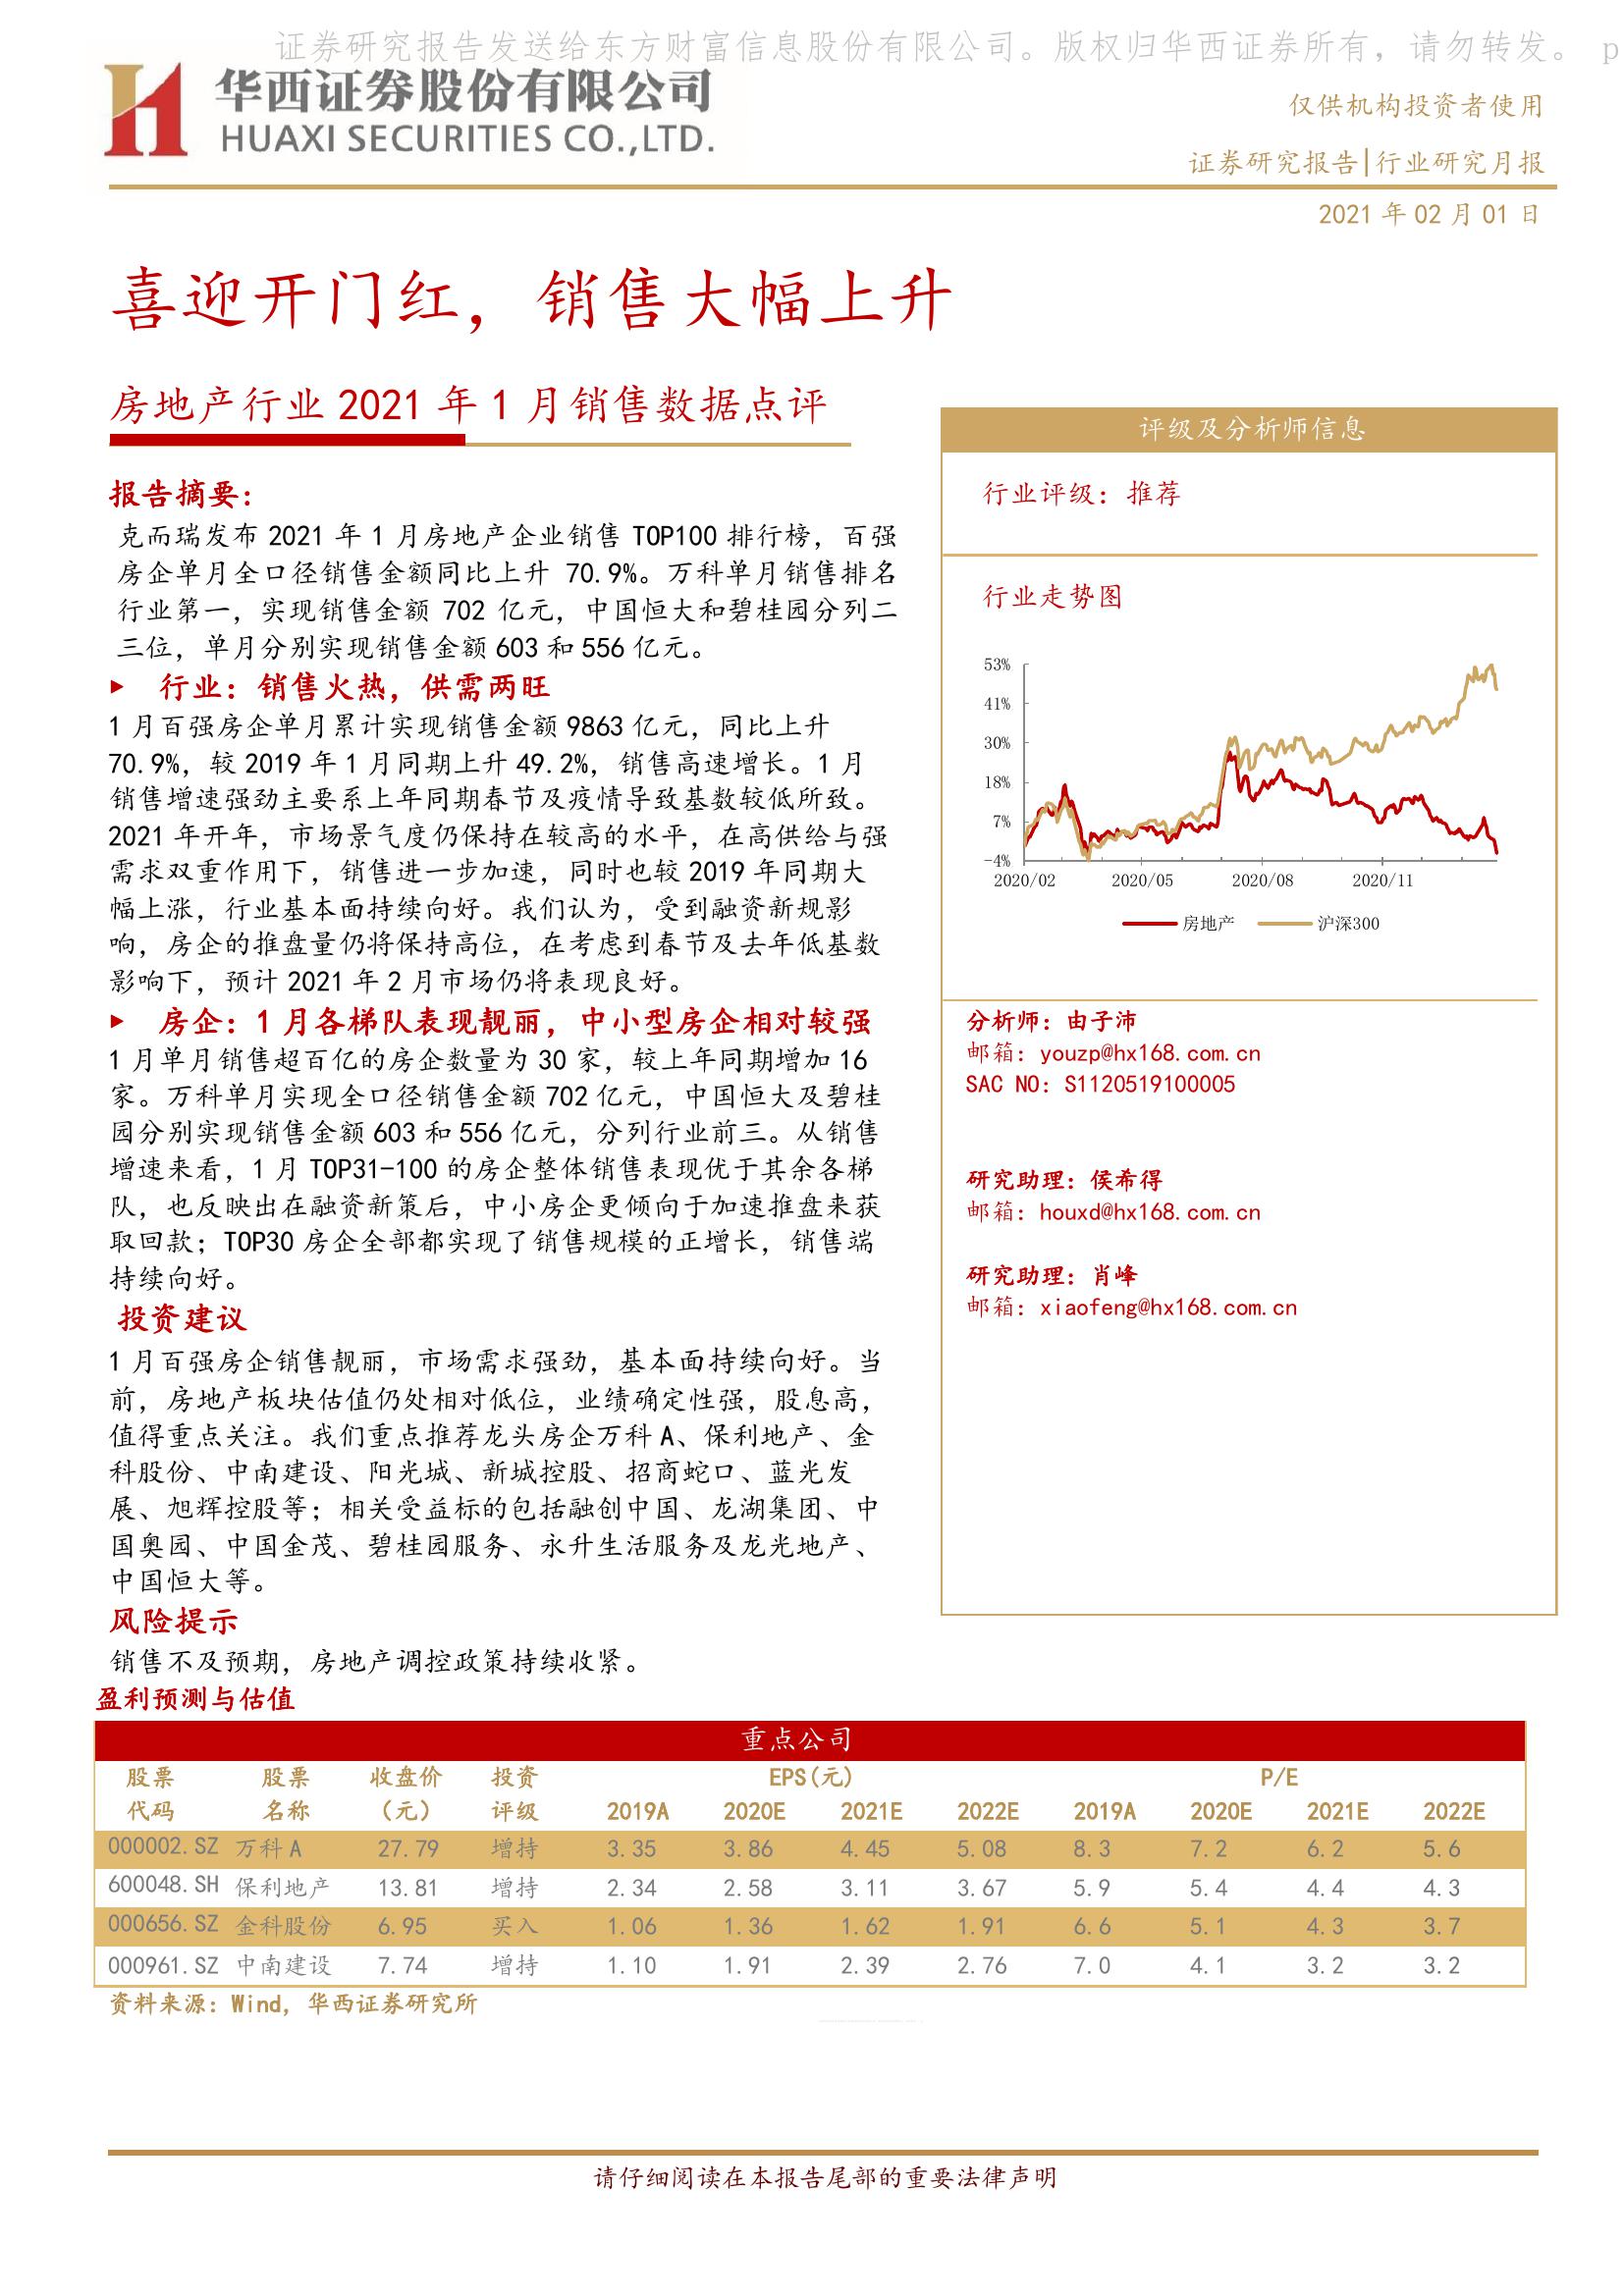 证券研究报告发送给东方财富信息股份有限公司。版权归华西证券所有，请勿转发。 p
华西证券股份有限公司
HUAXI SECURITIES CO.,LTD.
仅供机构投资者使用
证券研究报告|行业研究月报
2021 年 02 月 01 日
喜迎开门红，销售大幅上升
房地产行业 2021 年 1 月销售数据点评
报告摘要：
克而瑞发布 2021 年 1 月房地产企业销售 TOP100 排行榜，百强
房企单月全口径销售金额同比上升 70.9%。万科单月销售排名
行业第一，实现销售金额 702 亿元，中国恒大和碧桂园分列二
三位，单月分别实现销售金额 603 和 556 亿元。
► 行业：销售火热，供需两旺
1 月百强房企单月累计实现销售金额 9863 亿元，同比上升
70.9%，较 2019 年 1 月同期上升 49.2%，销售高速增长。1 月
销售增速强劲主要系上年同期春节及疫情导致基数较低所致。
2021 年开年，市场景气度仍保持在较高的水平，在高供给与强
需求双重作用下，销售进一步加速，同时也较 2019 年同期大
幅上涨，行业基本面持续向好。我们认为，受到融资新规影
响，房企的推盘量仍将保持高位，在考虑到春节及去年低基数
影响下，预计 2021 年 2 月市场仍将表现良好。
► 房企：1 月各梯队表现靓丽，中小型房企相对较强
1 月单月销售超百亿的房企数量为 30 家，较上年同期增加 16
家。万科单月实现全口径销售金额 702 亿元，中国恒大及碧桂
园分别实现销售金额 603 和 556 亿元，分列行业前三。从销售
增速来看，1 月 TOP31-100 的房企整体销售表现优于其余各梯
队，也反映出在融资新策后，中小房企更倾向于加速推盘来获
取回款；TOP30 房企全部都实现了销售规模的正增长，销售端
持续向好。
投资建议
1 月百强房企销售靓丽，市场需求强劲，基本面持续向好。当
前，房地产板块估值仍处相对低位，业绩确定性强，股息高，
值得重点关注。我们重点推荐龙头房企万科 A、保利地产、金
科股份、中南建设、阳光城、新城控股、招商蛇口、蓝光发
展、旭辉控股等；相关受益标的包括融创中国、龙湖集团、中
国奥园、中国金茂、碧桂园服务、永升生活服务及龙光地产、
中国恒大等。
风险提示
销售不及预期，房地产调控政策持续收紧。
评级及分析师信息
行业评级：推荐
行业走势图
53%
41%
30%
18%
7%
-4%
2020/02 2020/05 2020/08 2020/11
房地产 沪深300
分析师：由子沛
邮箱：youzp@hx168.com.cn
SAC NO：S1120519100005
研究助理：侯希得
邮箱：houxd@hx168.com.cn
研究助理：肖峰
邮箱：xiaofeng@hx168.com.cn
盈利预测与估值
重点公司
股票 股票 收盘价 投资 EPS(元) P/E
代码 名称 （元） 评级 2019A 2020E 2021E 2022E 2019A 2020E 2021E 2022E
000002.SZ 万科 A 27.79 增持 3.35 3.86 4.45 5.08 8.3 7.2 6.2 5.6
600048.SH 保利地产 13.81 增持 2.34 2.58 3.11 3.67 5.9 5.4 4.4 4.3
000656.SZ 金科股份 6.95 买入 1.06 1.36 1.62 1.91 6.6 5.1 4.3 3.7
000961.SZ 中南建设 7.74 增持 1.10 1.91 2.39 2.76 7.0 4.1 3.2 3.2
资料来源：Wind，华西证券研究所
请仔细阅读在本报告尾部的重要法律声明